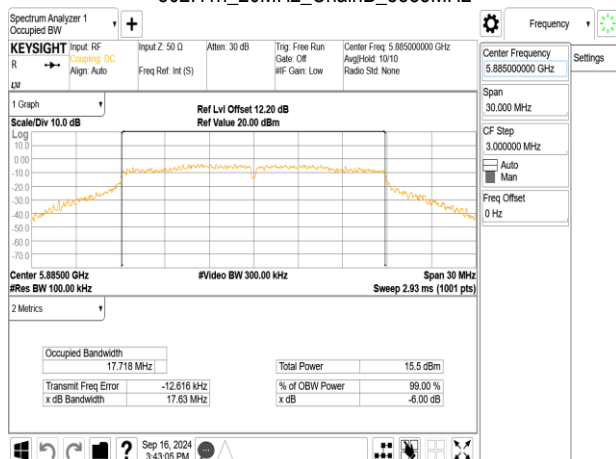 Spectrum Analyzer 1
Occupied BW
Frequency
KEYSIGHT
R
Input: RF
Coupling: DC
Align: Auto
Input Z: 50 Ω
Freq Ref: Int (S)
Atten: 30 dB
Trig: Free Run
Gate: Off
#IF Gain: Low
Center Freq: 5.885000000 GHz
Avg|Hold: 10/10
Radio Std: None
1 Graph
Scale/Div 10.0 dB
Ref Lvl Offset 12.20 dB
Ref Value 20.00 dBm
Log
10.0
0.00
-10.0
-20.0
-30.0
-40.0
-50.0
-60.0
-70.0
Center 5.88500 GHz
#Res BW 100.00 kHz
#Video BW 300.00 kHz
Span 30 MHz
Sweep 2.93 ms (1001 pts)
2 Metrics
Occupied Bandwidth
17.718 MHz
Transmit Freq Error -12.616 kHz
x dB Bandwidth 17.63 MHz
Total Power 15.5 dBm
% of OBW Power 99.00 %
x dB -6.00 dB
Sep 16, 2024
3:43:05 PM
Center Frequency
5.885000000 GHz
Settings
Span
30.000 MHz
CF Step
3.000000 MHz
Auto
Man
Freq Offset
0 Hz